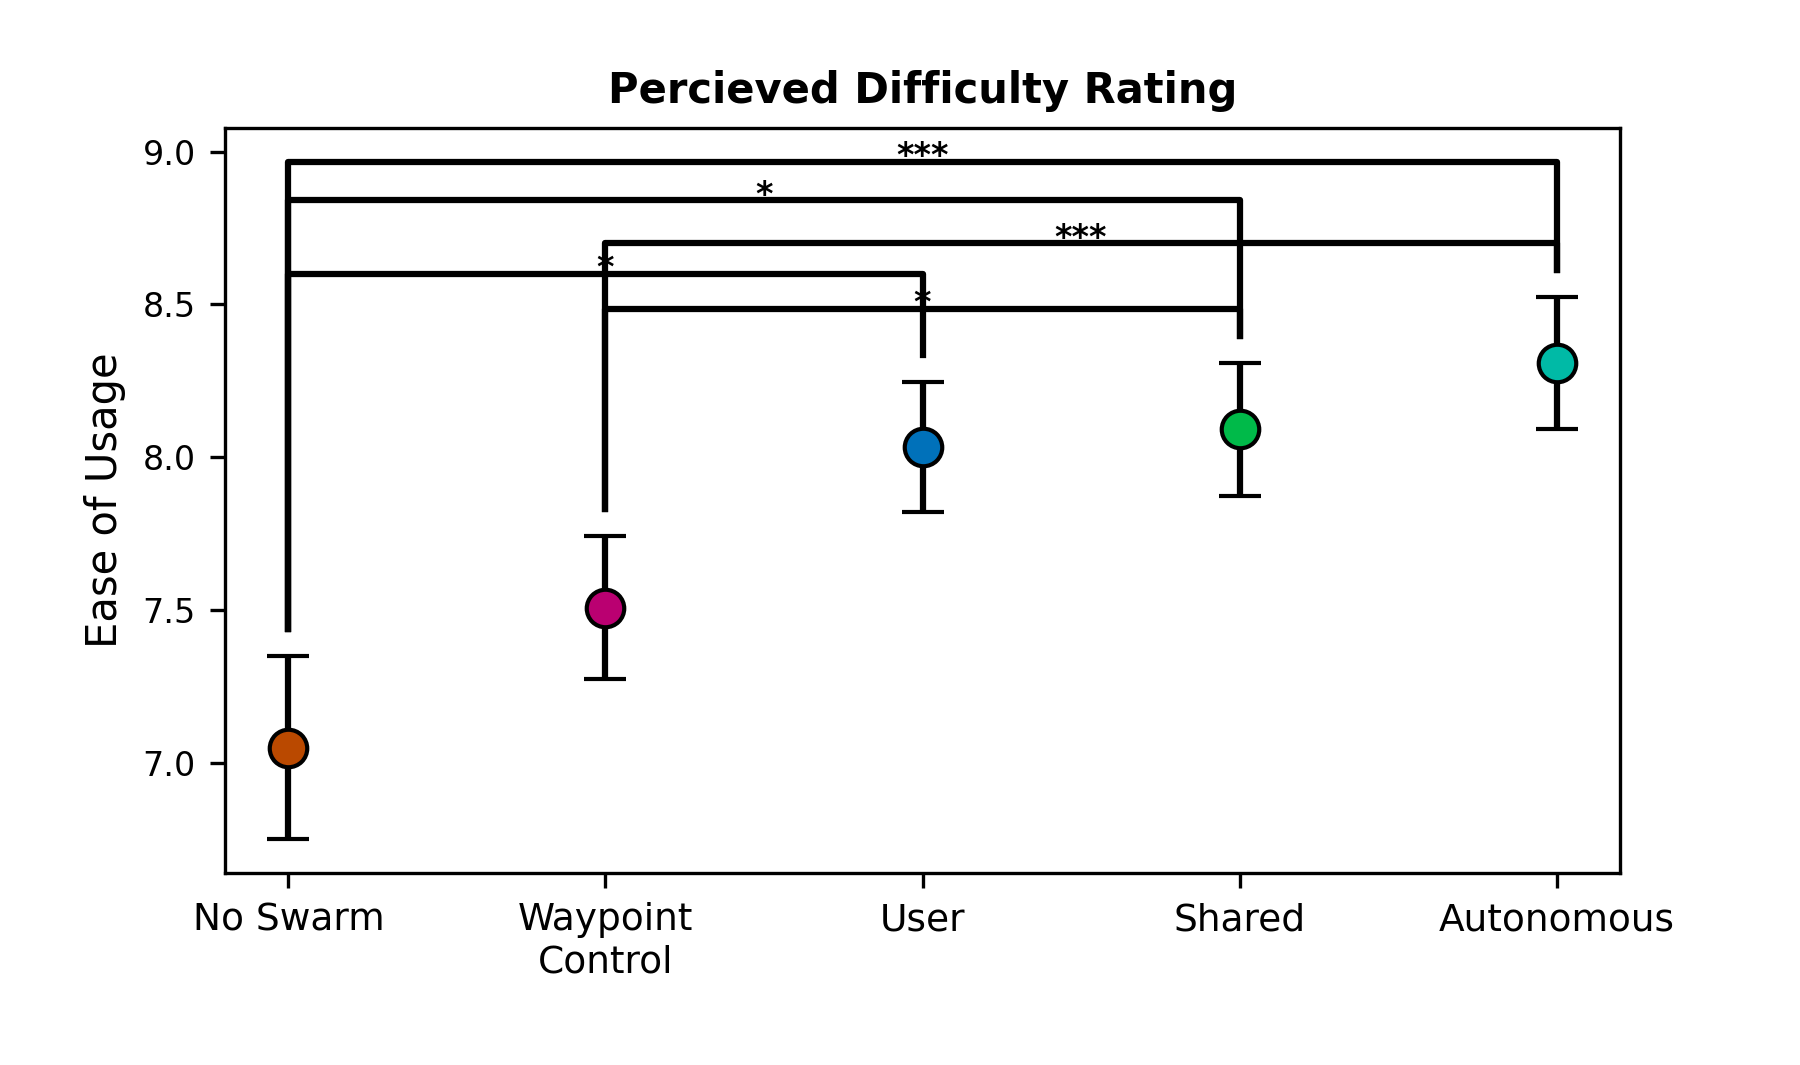 Percieved Difficulty Rating
9.0
8.5
8.0
7.5
7.0
Ease of Usage
***
*
***
*
*
No Swarm
Waypoint
Control
User
Shared
Autonomous